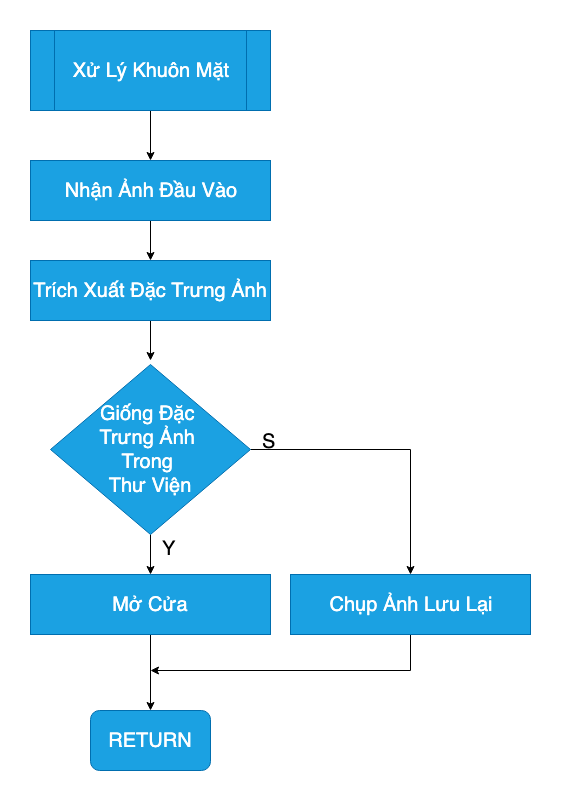 Xử Lý Khuôn Mặt
Nhận Ảnh Đầu Vào
Trích Xuất Đặc Trưng Ảnh
Giống Đặc
Trưng Ảnh
Trong
Thư Viện
S
Y
Mở Cửa
Chụp Ảnh Lưu Lại
RETURN